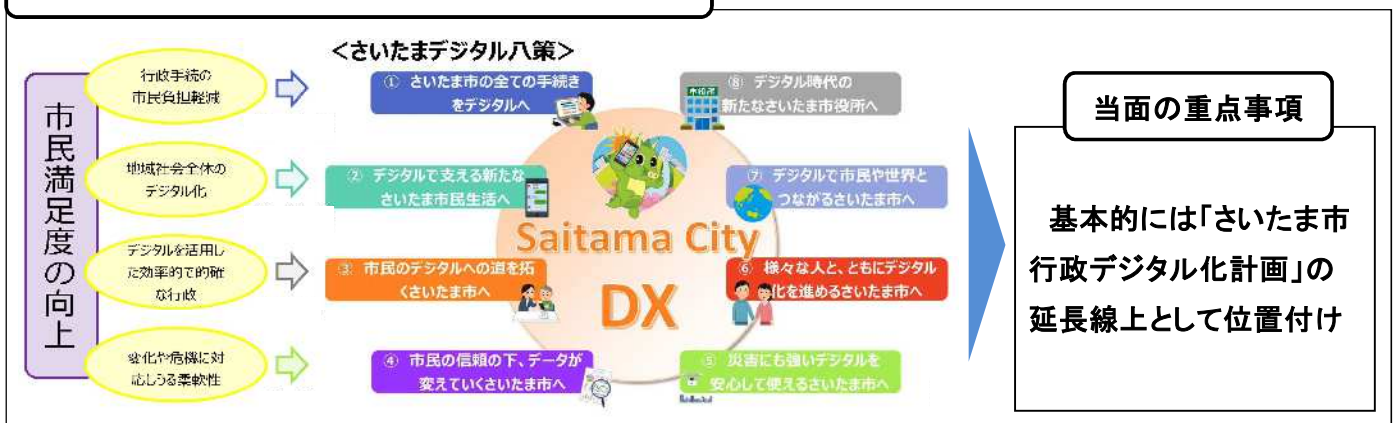 市民満足度の向上
行政手続の
市民負担軽減
地域社会全体の
デジタル化
デジタルを活用し
た効率的で的確
な行政
変化や危機に対
応しうる柔軟性
<さいたまデジタル八策>
① さいたま市の全ての手続き
をデジタルへ
② デジタルで支える新たな
さいたま市民生活へ
③ 市民のデジタルへの道を拓
くさいたま市へ
④ 市民の信頼の下、データが
変えていくさいたま市へ
⑧ デジタル時代の
新たなさいたま市役所へ
市役所
⑦ デジタルで市民や世界と
つながるさいたま市へ
⑥ 様々な人と、ともにデジタル
化を進めるさいたま市へ
⑤ 災害にも強いデジタルを
安心して使えるさいたま市へ
Saitama City
DX
当面の重点事項
基本的には「さいたま市
行政デジタル化計画」の
延長線上として位置付け